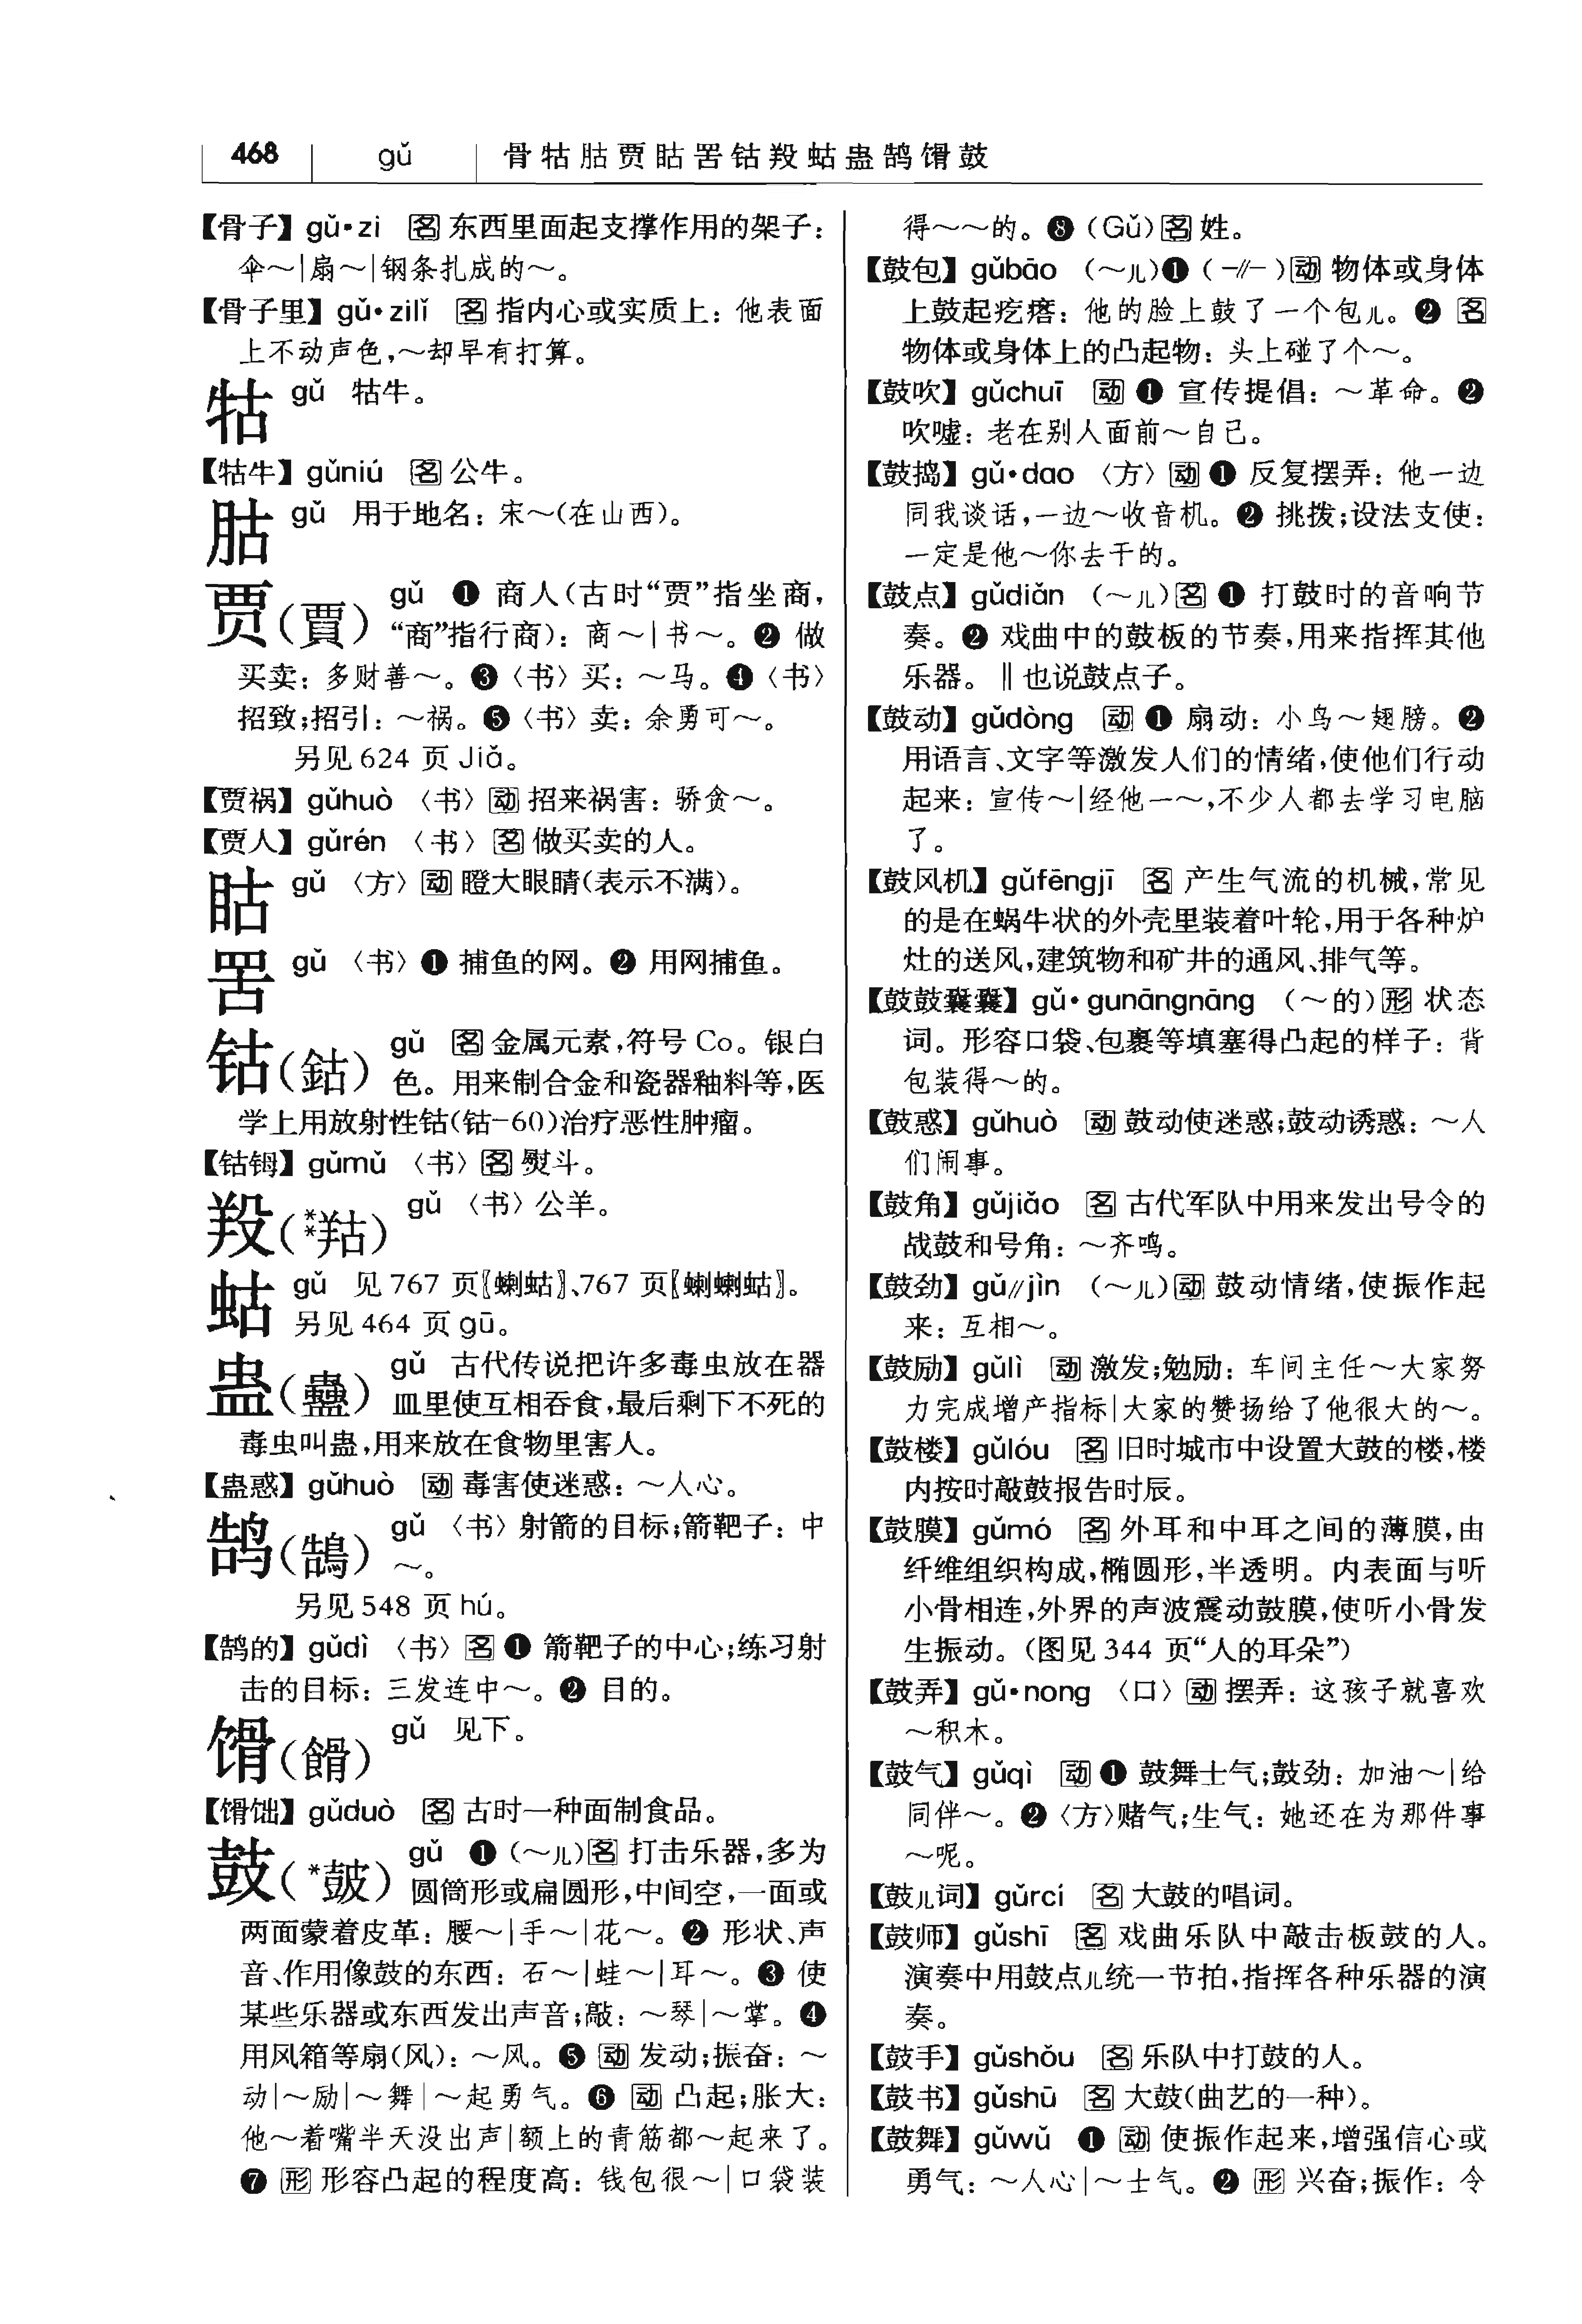 468 gǔ 骨牯𦙶贾𥅽罟钴羖蛄蛊鹄馉鼓
【骨子】gǔ•zi 名 东西里面起支撑作用的架子：
伞～|扇～|钢条扎成的～。
【骨子里】gǔ•zilǐ 名 指内心或实质上：他表面
上不动声色，～却早有打算。
牯 gǔ 牯牛。
【牯牛】gǔniú 名 公牛。
𦙶 gǔ 用于地名：宋～(在山西)。
贾(賈) gǔ ❶ 商人(古时“贾”指坐商，
“商”指行商)：商～|书～。❷ 做
买卖：多财善～。❸〈书〉买：～马。❹〈书〉
招致；招引：～祸。❺〈书〉卖：余勇可～。
另见 624 页 Jiǎ。
【贾祸】gǔhuò 〈书〉动 招来祸害：骄贪～。
【贾人】gǔrén 〈书〉名 做买卖的人。
𥅽 gǔ 〈方〉动 瞪大眼睛(表示不满)。
罟 gǔ 〈书〉❶ 捕鱼的网。❷ 用网捕鱼。
钴(鈷) gǔ 名 金属元素，符号 Co。银白
色。用来制合金和瓷器釉料等，医
学上用放射性钴(钴-60)治疗恶性肿瘤。
【钴𬭁】gǔmǔ 〈书〉名 熨斗。
羖(**羖) gǔ 〈书〉公羊。
蛄 gǔ 见 767 页〖蝲蛄〗、767 页〖蝲蝲蛄〗。
另见 464 页 gū。
蛊(蠱) gǔ 古代传说把许多毒虫放在器
皿里使互相吞食，最后剩下不死的
毒虫叫蛊，用来放在食物里害人。
【蛊惑】gǔhuò 动 毒害使迷惑：～人心。
鹄(鵠) gǔ 〈书〉射箭的目标；箭靶子：中
～。
另见 548 页 hú。
【鹄的】gǔdì 〈书〉名 ❶ 箭靶子的中心；练习射
击的目标：三发连中～。❷ 目的。
馉(餶) gǔ 见下。
【馉饳】gǔduò 名 古时一种面制食品。
鼓(*皷) gǔ ❶ (～儿)名 打击乐器，多为
圆筒形或扁圆形，中间空，一面或
两面蒙着皮革：腰～|手～|花～。❷ 形状、声
音、作用像鼓的东西：石～|蛙～|耳～。❸ 使
某些乐器或东西发出声音；敲：～琴|～掌。❹
用风箱等扇(风)：～风。❺ 动 发动；振奋：～
动|～励|～舞|～起勇气。❻ 动 凸起；胀大：
他～着嘴半天没出声|额上的青筋都～起来了。
❼ 形 形容凸起的程度高：钱包很～|口袋装
得～～的。❽ (Gǔ)名 姓。
【鼓包】gǔbāo (～儿)❶ (-∥-)动 物体或身体
上鼓起疙瘩：他的脸上鼓了一个包儿。❷ 名
物体或身体上的凸起物：头上碰了个～。
【鼓吹】gǔchuī 动 ❶ 宣传提倡：～革命。❷
吹嘘：老在别人面前～自己。
【鼓捣】gǔ•dao 〈方〉动 ❶ 反复摆弄：他一边
同我谈话，一边～收音机。❷ 挑拨；设法支使：
一定是他～你去干的。
【鼓点】gǔdiǎn (～儿)名 ❶ 打鼓时的音响节
奏。❷ 戏曲中的鼓板的节奏，用来指挥其他
乐器。‖也说鼓点子。
【鼓动】gǔdòng 动 ❶ 扇动：小鸟～翅膀。❷
用语言、文字等激发人们的情绪，使他们行动
起来：宣传～|经他一～，不少人都去学习电脑
了。
【鼓风机】gǔfēngjī 名 产生气流的机械，常见
的是在蜗牛状的外壳里装着叶轮，用于各种炉
灶的送风，建筑物和矿井的通风、排气等。
【鼓鼓囊囊】gǔ•gunāngnāng (～的)形 状态
词。形容口袋、包裹等填塞得凸起的样子：背
包装得～的。
【鼓惑】gǔhuò 动 鼓动使迷惑；鼓动诱惑：～人
们闹事。
【鼓角】gǔjiǎo 名 古代军队中用来发出号令的
战鼓和号角：～齐鸣。
【鼓劲】gǔ∥jìn (～儿)动 鼓动情绪，使振作起
来：互相～。
【鼓励】gǔlì 动 激发；勉励：车间主任～大家努
力完成增产指标|大家的赞扬给了他很大的～。
【鼓楼】gǔlóu 名 旧时城市中设置大鼓的楼，楼
内按时敲鼓报告时辰。
【鼓膜】gǔmó 名 外耳和中耳之间的薄膜，由
纤维组织构成，椭圆形，半透明。内表面与听
小骨相连，外界的声波震动鼓膜，使听小骨发
生振动。(图见 344 页“人的耳朵”)
【鼓弄】gǔ•nong 〈口〉动 摆弄：这孩子就喜欢
～积木。
【鼓气】gǔqì 动 ❶ 鼓舞士气；鼓劲：加油～|给
同伴～。❷〈方〉赌气；生气：她还在为那件事
～呢。
【鼓儿词】gǔrcí 名 大鼓的唱词。
【鼓师】gǔshī 名 戏曲乐队中敲击板鼓的人。
演奏中用鼓点儿统一节拍，指挥各种乐器的演
奏。
【鼓手】gǔshǒu 名 乐队中打鼓的人。
【鼓书】gǔshū 名 大鼓(曲艺的一种)。
【鼓舞】gǔwǔ ❶ 动 使振作起来，增强信心或
勇气：～人心|～士气。❷ 形 兴奋；振作：令